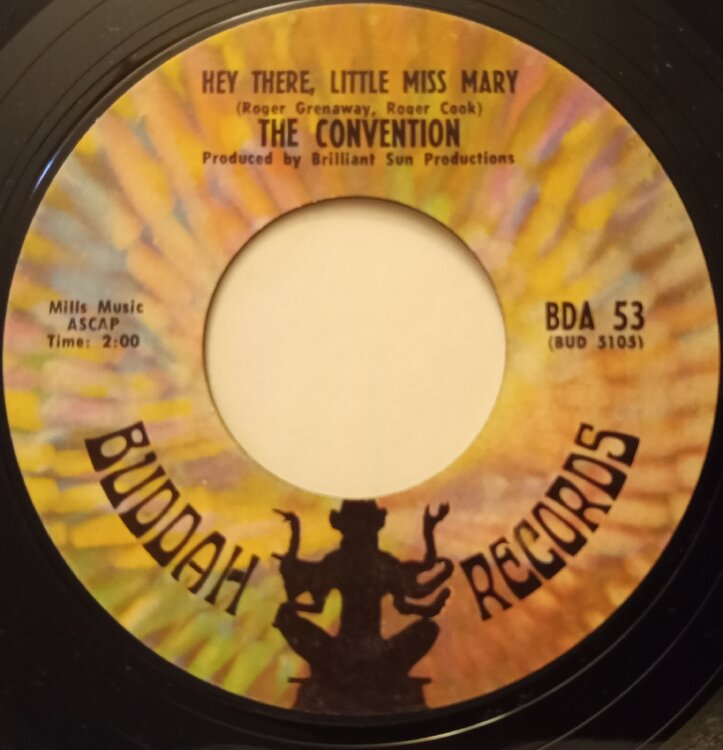 HEY THERE, LITTLE MISS MARY
(Roger Grenaway, Roger Cook)
THE CONVENTION
Produced by Brilliant Sun Productions
Mills Music
ASCAP
Time: 2:00
BDA 53
(BUD 5105)
BUDDAH RECORDS